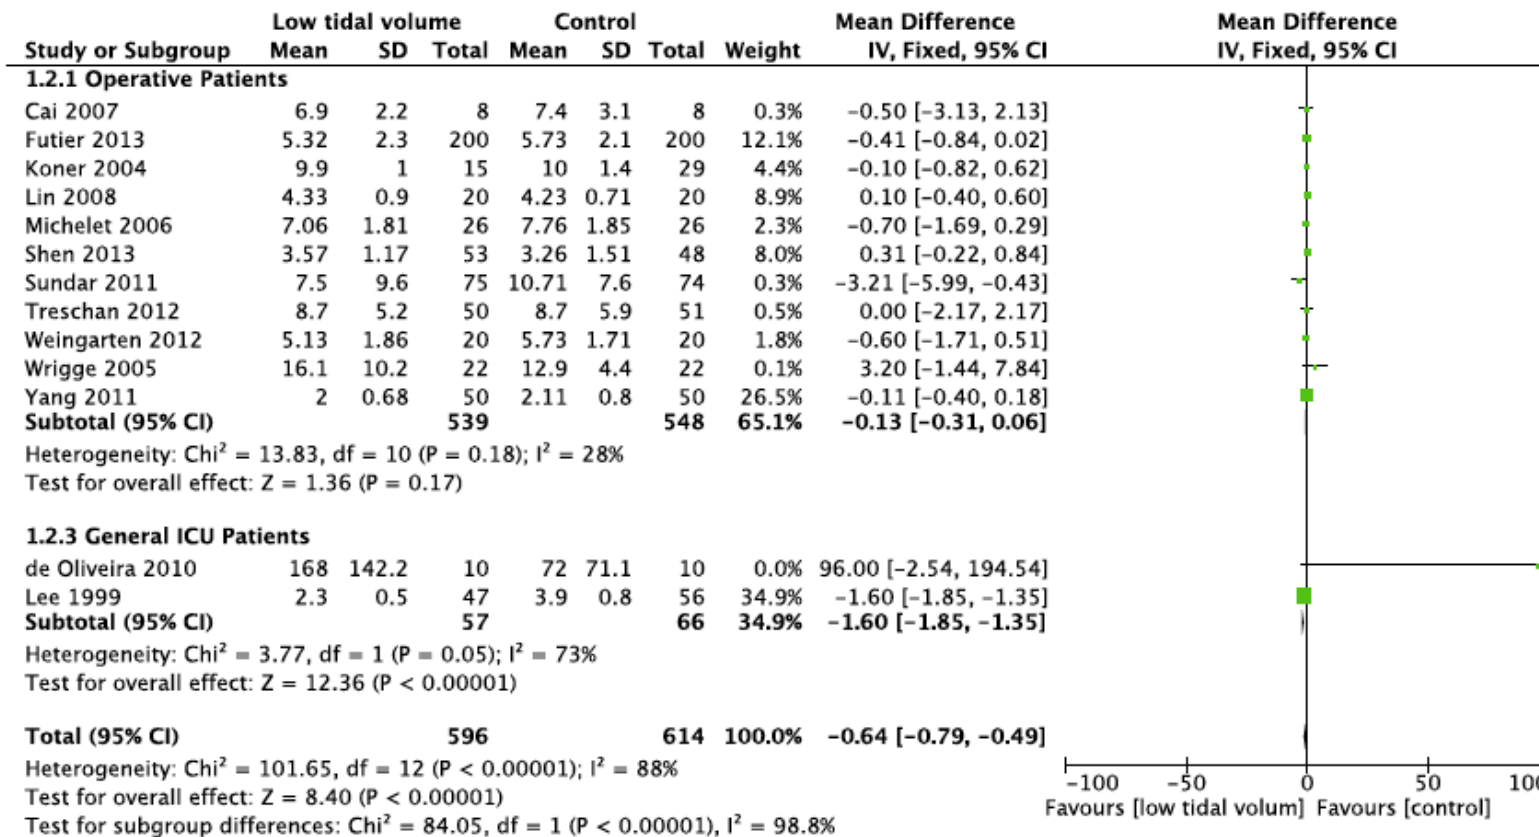 Low tidal volume Control Mean Difference Mean Difference
Study or Subgroup Mean SD Total Mean SD Total Weight IV, Fixed, 95% CI IV, Fixed, 95% CI
1.2.1 Operative Patients
Cai 2007 6.9 2.2 8 7.4 3.1 8 0.3% −0.50 [−3.13, 2.13]
Futier 2013 5.32 2.3 200 5.73 2.1 200 12.1% −0.41 [−0.84, 0.02]
Koner 2004 9.9 1 15 10 1.4 29 4.4% −0.10 [−0.82, 0.62]
Lin 2008 4.33 0.9 20 4.23 0.71 20 8.9% 0.10 [−0.40, 0.60]
Michelet 2006 7.06 1.81 26 7.76 1.85 26 2.3% −0.70 [−1.69, 0.29]
Shen 2013 3.57 1.17 53 3.26 1.51 48 8.0% 0.31 [−0.22, 0.84]
Sundar 2011 7.5 9.6 75 10.71 7.6 74 0.3% −3.21 [−5.99, −0.43]
Treschan 2012 8.7 5.2 50 8.7 5.9 51 0.5% 0.00 [−2.17, 2.17]
Weingarten 2012 5.13 1.86 20 5.73 1.71 20 1.8% −0.60 [−1.71, 0.51]
Wrigge 2005 16.1 10.2 22 12.9 4.4 22 0.1% 3.20 [−1.44, 7.84]
Yang 2011 2 0.68 50 2.11 0.8 50 26.5% −0.11 [−0.40, 0.18]
Subtotal (95% CI) 539 548 65.1% −0.13 [−0.31, 0.06]
Heterogeneity: Chi² = 13.83, df = 10 (P = 0.18); I² = 28%
Test for overall effect: Z = 1.36 (P = 0.17)
1.2.3 General ICU Patients
de Oliveira 2010 168 142.2 10 72 71.1 10 0.0% 96.00 [−2.54, 194.54]
Lee 1999 2.3 0.5 47 3.9 0.8 56 34.9% −1.60 [−1.85, −1.35]
Subtotal (95% CI) 57 66 34.9% −1.60 [−1.85, −1.35]
Heterogeneity: Chi² = 3.77, df = 1 (P = 0.05); I² = 73%
Test for overall effect: Z = 12.36 (P < 0.00001)
Total (95% CI) 596 614 100.0% −0.64 [−0.79, −0.49]
Heterogeneity: Chi² = 101.65, df = 12 (P < 0.00001); I² = 88%
Test for overall effect: Z = 8.40 (P < 0.00001)
Test for subgroup differences: Chi² = 84.05, df = 1 (P < 0.00001), I² = 98.8%
−100 −50 0 50 100
Favours [low tidal volum] Favours [control]